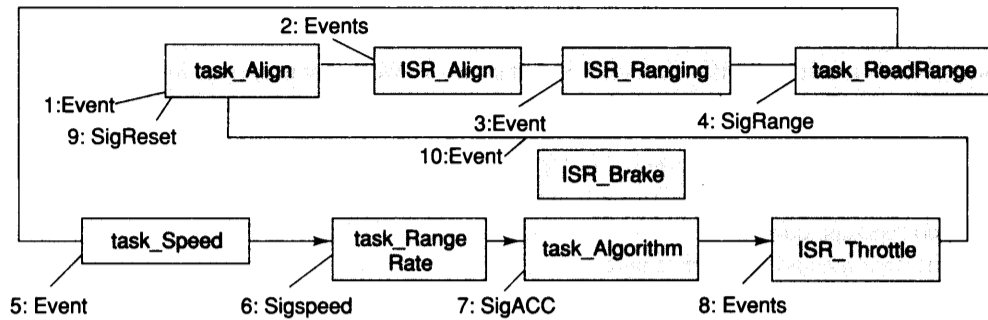 2: Events
task_Align
ISR_Align
ISR_Ranging
task_ReadRange
1:Event
9: SigReset
3:Event
4: SigRange
10:Event
ISR_Brake
task_Speed
task_Range
Rate
task_Algorithm
ISR_Throttle
5: Event
6: Sigspeed
7: SigACC
8: Events